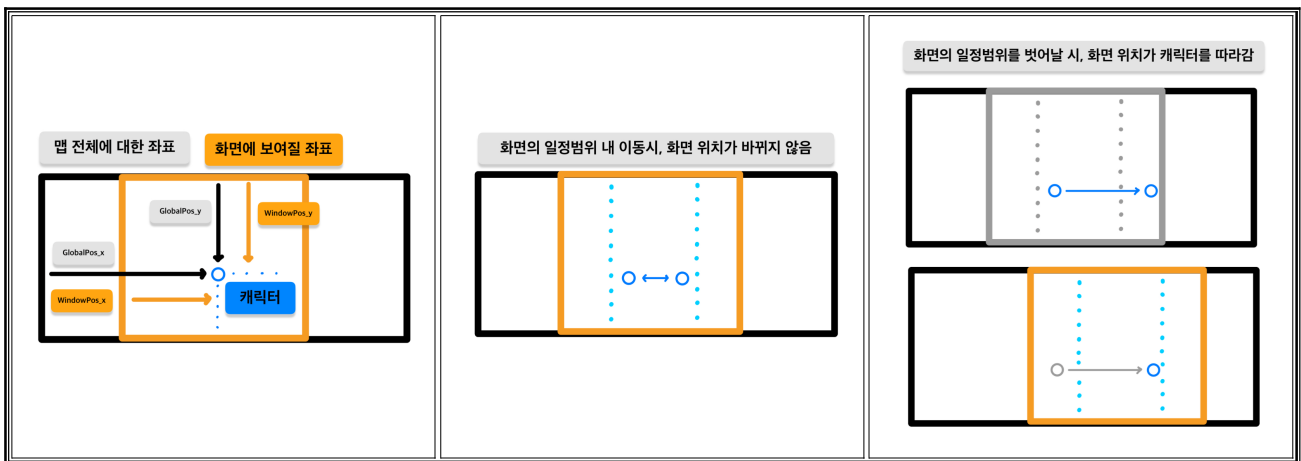 맵 전체에 대한 좌표
화면에 보여질 좌표
GlobalPos_y
WindowPos_y
GlobalPos_x
WindowPos_x
캐릭터
화면의 일정범위 내 이동시, 화면 위치가 바뀌지 않음
화면의 일정범위를 벗어날 시, 화면 위치가 캐릭터를 따라감